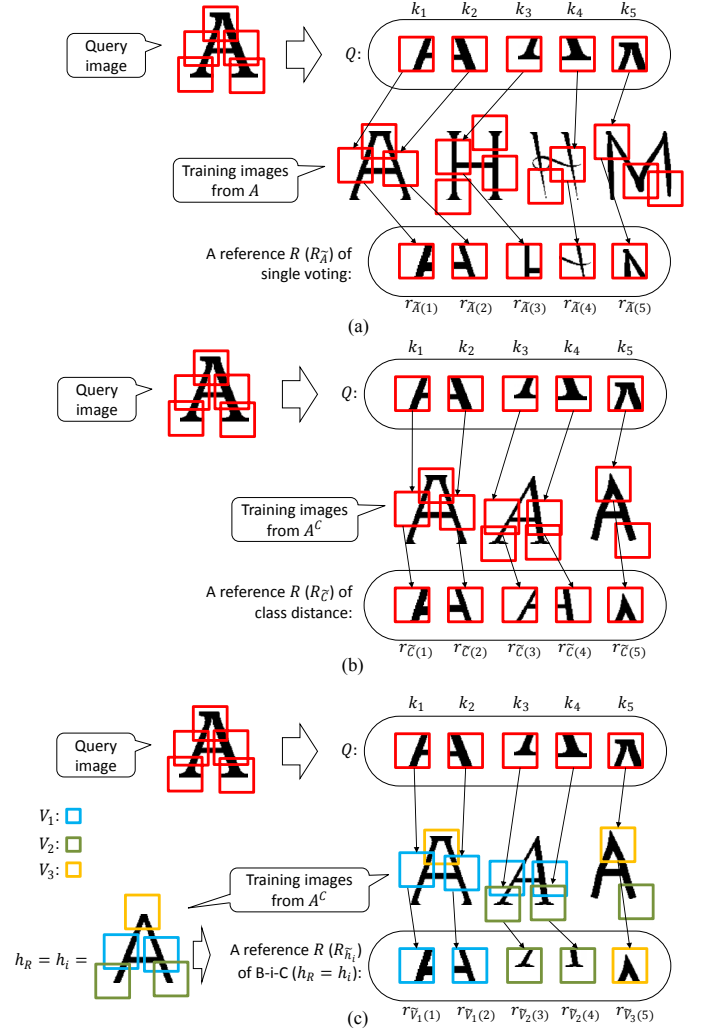 k₁ k₂ k₃ k₄ k₅
Query
image
Q:
A
Training images
from A
A H H M
A reference R (R_Ã) of
single voting:
r_Ã(1) r_Ã(2) r_Ã(3) r_Ã(4) r_Ã(5)
(a)
k₁ k₂ k₃ k₄ k₅
Query
image
Q:
A
Training images
from Aᶜ
A A A
A reference R (R_C̃) of
class distance:
r_C̃(1) r_C̃(2) r_C̃(3) r_C̃(4) r_C̃(5)
(b)
k₁ k₂ k₃ k₄ k₅
Query
image
Q:
A
V₁:
V₂:
V₃:
Training images
from Aᶜ
A A A
h_R = h_i = A
A reference R (R_h̃ᵢ)
of B-i-C (h_R = h_i):
r_Ṽ₁(1) r_Ṽ₁(2) r_Ṽ₂(3) r_Ṽ₂(4) r_Ṽ₃(5)
(c)